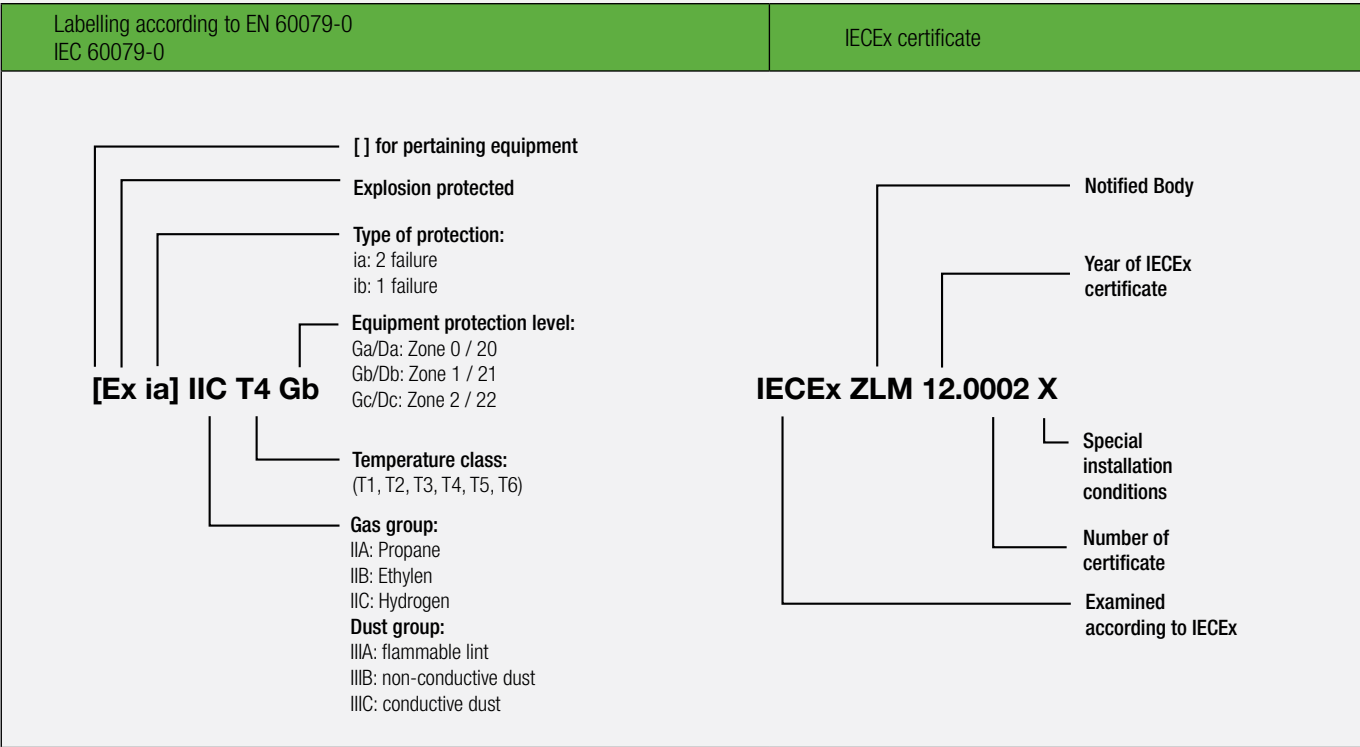 Labelling according to EN 60079-0
IEC 60079-0
IECEx certificate
[ ] for pertaining equipment
Explosion protected
Type of protection:
ia: 2 failure
ib: 1 failure
Equipment protection level:
Ga/Da: Zone 0 / 20
Gb/Db: Zone 1 / 21
Gc/Dc: Zone 2 / 22
[Ex ia] IIC T4 Gb
Temperature class:
(T1, T2, T3, T4, T5, T6)
Gas group:
IIA: Propane
IIB: Ethylen
IIC: Hydrogen
Dust group:
IIIA: flammable lint
IIIB: non-conductive dust
IIIC: conductive dust
Notified Body
Year of IECEx
certificate
IECEx ZLM 12.0002 X
Special
installation
conditions
Number of
certificate
Examined
according to IECEx